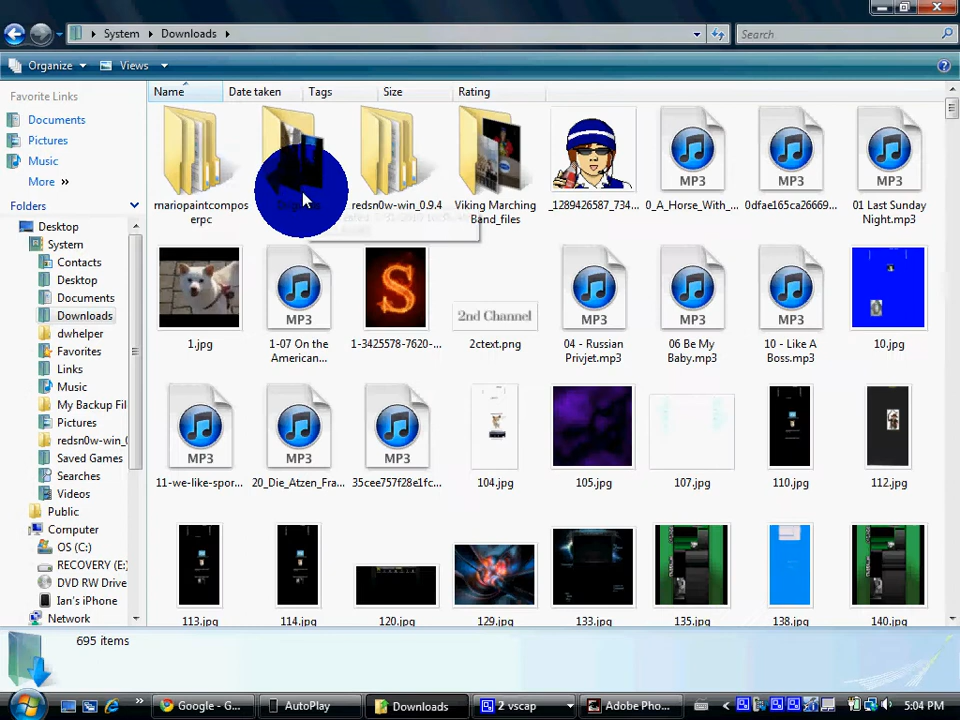 System ▸ Downloads ▸
Search
Organize
Views
Favorite Links
Documents
Pictures
Music
More »
Folders
Desktop
System
Contacts
Desktop
Documents
Downloads
dwhelper
Favorites
Links
Music
My Backup Fil
Pictures
redsn0w-win_0
Saved Games
Searches
Videos
Public
Computer
OS (C:)
RECOVERY (E:)
DVD RW Drive
Ian's iPhone
Network
Name
Date taken
Tags
Size
Rating
mariopaintcompos
erpc
redsn0w-win_0.9.4
Viking Marching
Band_files
_1289426587_734...
0_A_Horse_With_...
0dfae165ca26669...
01 Last Sunday
Night.mp3
MP3
MP3
MP3
1.jpg
MP3
1-07 On the
American...
S
1-3425578-7620-...
2nd Channel
2ctext.png
MP3
04 - Russian
Privjet.mp3
MP3
06 Be My
Baby.mp3
MP3
10 - Like A
Boss.mp3
10.jpg
MP3
11-we-like-spor...
MP3
20_Die_Atzen_Fra...
MP3
35cee757f28e1fc...
104.jpg
105.jpg
107.jpg
110.jpg
112.jpg
113.jpg
114.jpg
120.jpg
129.jpg
133.jpg
135.jpg
138.jpg
140.jpg
695 items
Google - G...
AutoPlay
Downloads
2 vscap
Adobe Pho...
5:04 PM